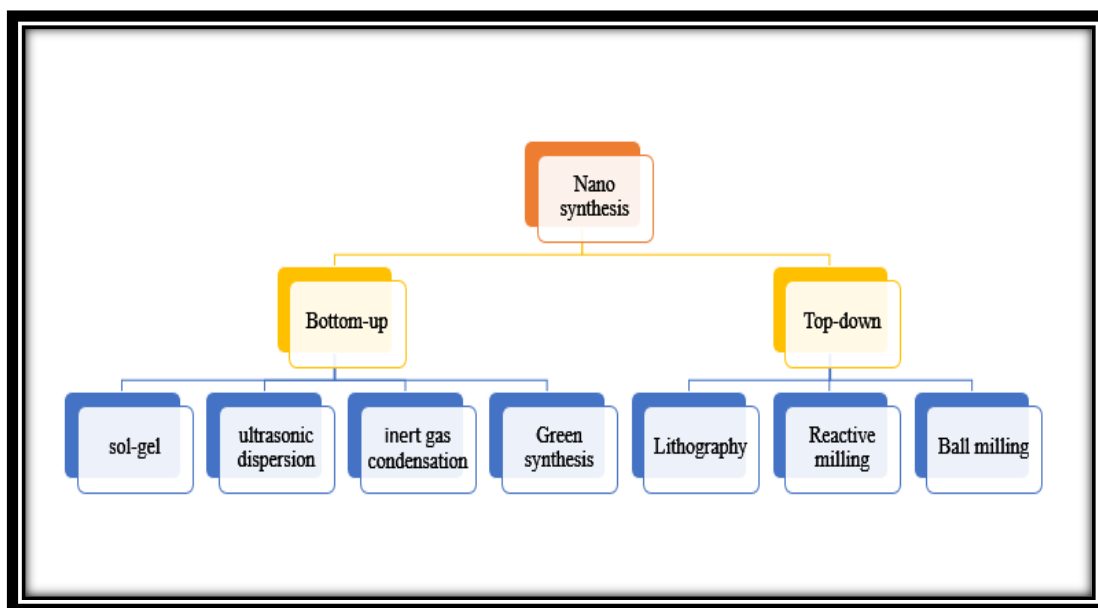 Nano
synthesis
Bottom-up
Top-down
sol-gel
ultrasonic
dispersion
inert gas
condensation
Green
synthesis
Lithography
Reactive
milling
Ball milling